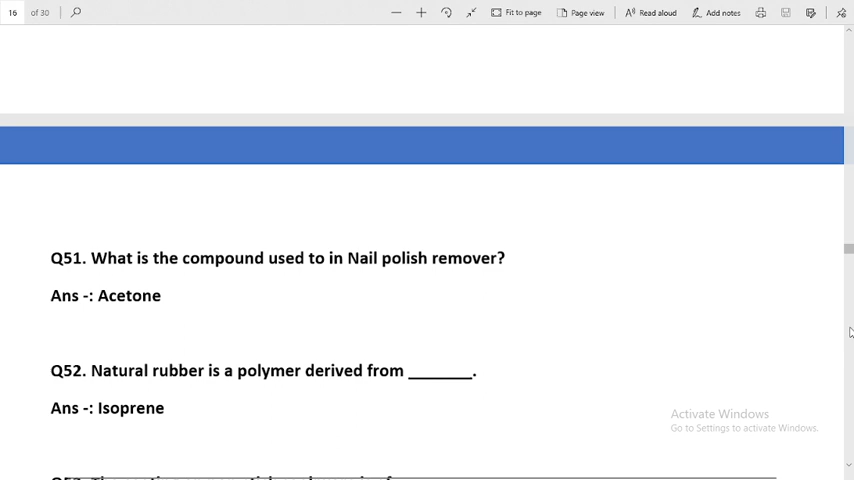 16 of 30 Fit to page Page view Read aloud Add notes
Q51. What is the compound used to in Nail polish remover?
Ans -: Acetone
Q52. Natural rubber is a polymer derived from _______.
Ans -: Isoprene
Activate Windows
Go to Settings to activate Windows.